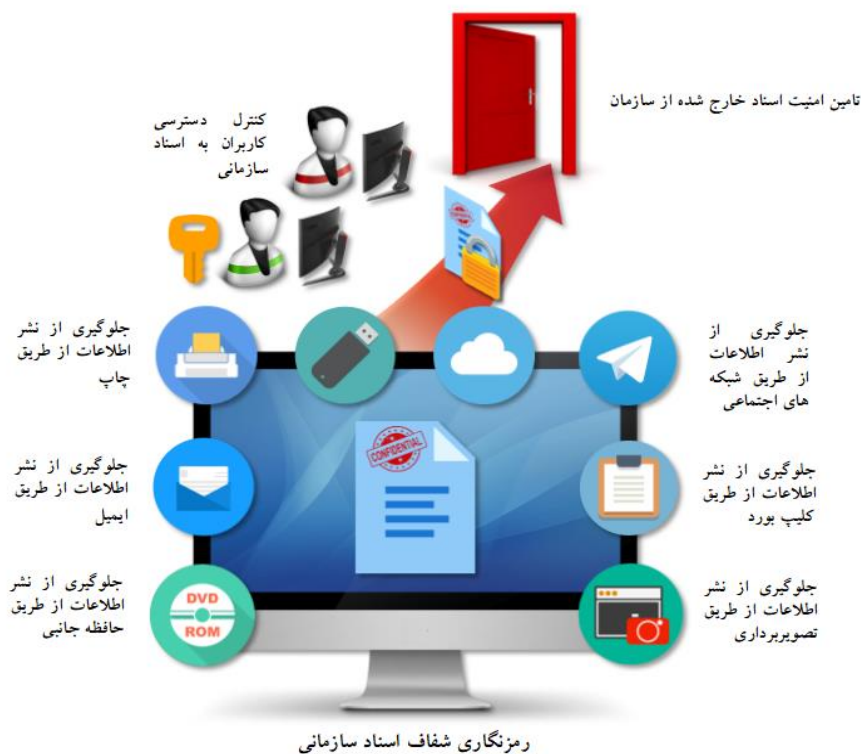 تامین امنیت اسناد خارج شده از سازمان
کنترل دسترسی
کاربران به اسناد
سازمانی
CONFIDENTIAL
جلوگیری از
نشر اطلاعات
از طریق شبکه
های اجتماعی
جلوگیری از نشر
اطلاعات از طریق
چاپ
CONFIDENTIAL
جلوگیری از نشر
اطلاعات از طریق
کلیپ بورد
جلوگیری از نشر
اطلاعات از طریق
ایمیل
جلوگیری از نشر
اطلاعات از طریق
تصویربرداری
DVD
ROM
جلوگیری از نشر
اطلاعات از طریق
حافظه جانبی
رمزنگاری شفاف اسناد سازمانی